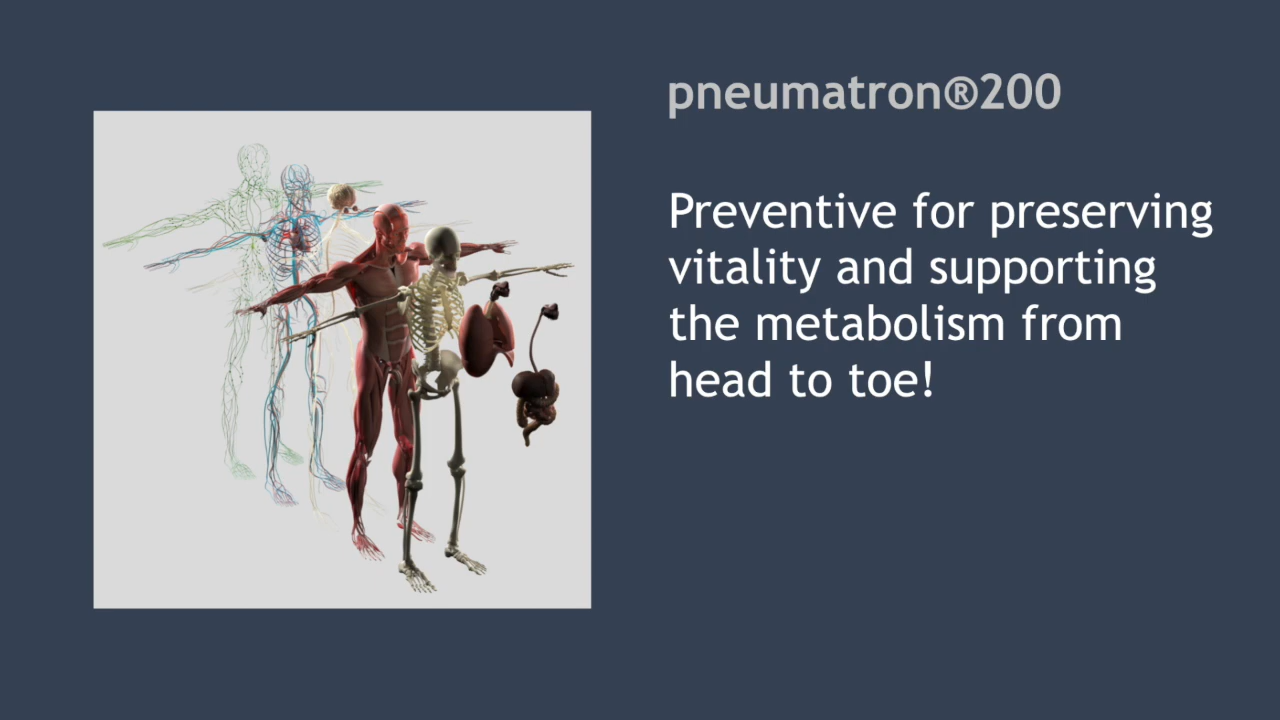 pneumatron®200
Preventive for preserving
vitality and supporting
the metabolism from
head to toe!